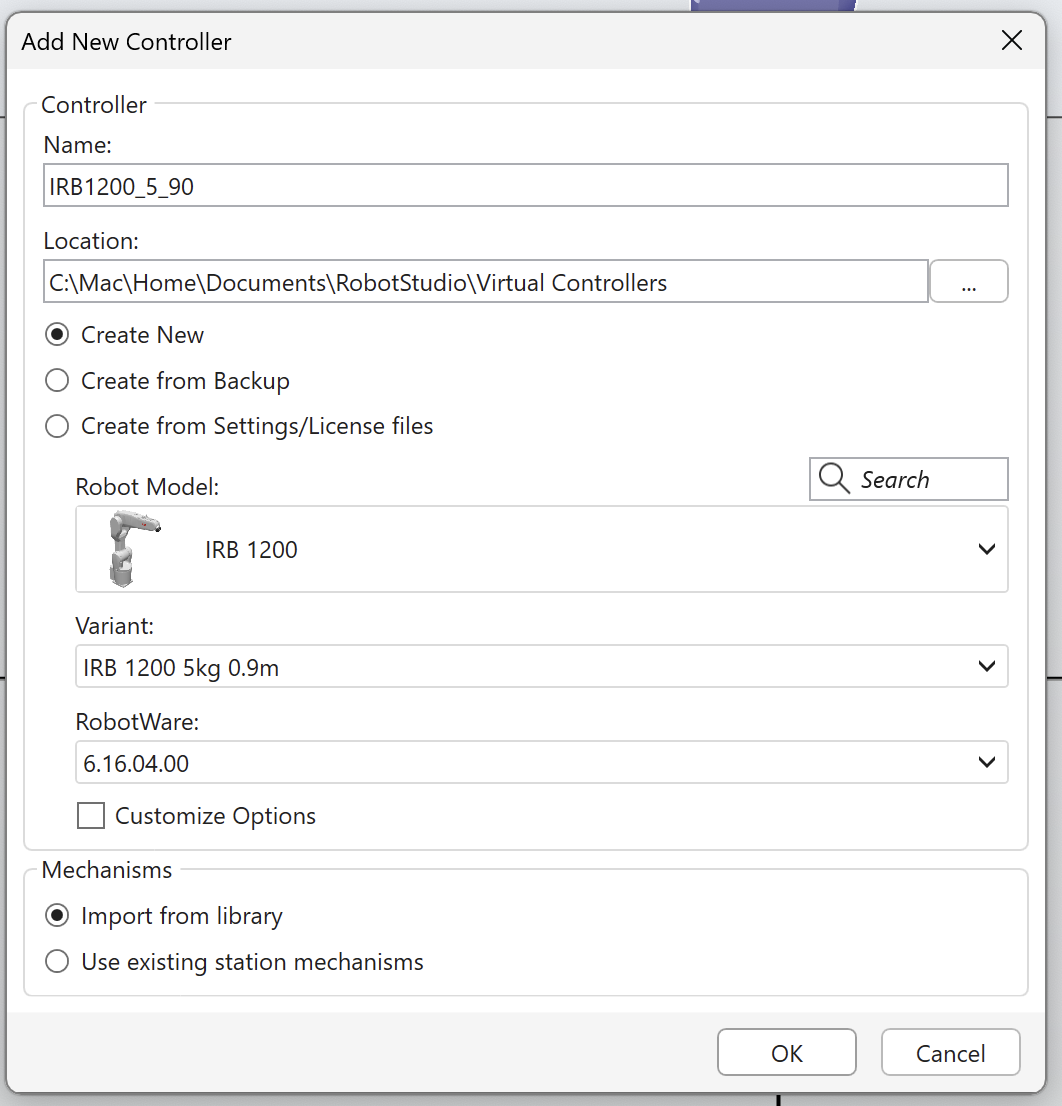 Add New Controller
Controller
Name:
IRB1200_5_90
Location:
C:\Mac\Home\Documents\RobotStudio\Virtual Controllers
...
Create New
Create from Backup
Create from Settings/License files
Robot Model:
Search
IRB 1200
Variant:
IRB 1200 5kg 0.9m
RobotWare:
6.16.04.00
Customize Options
Mechanisms
Import from library
Use existing station mechanisms
OK
Cancel